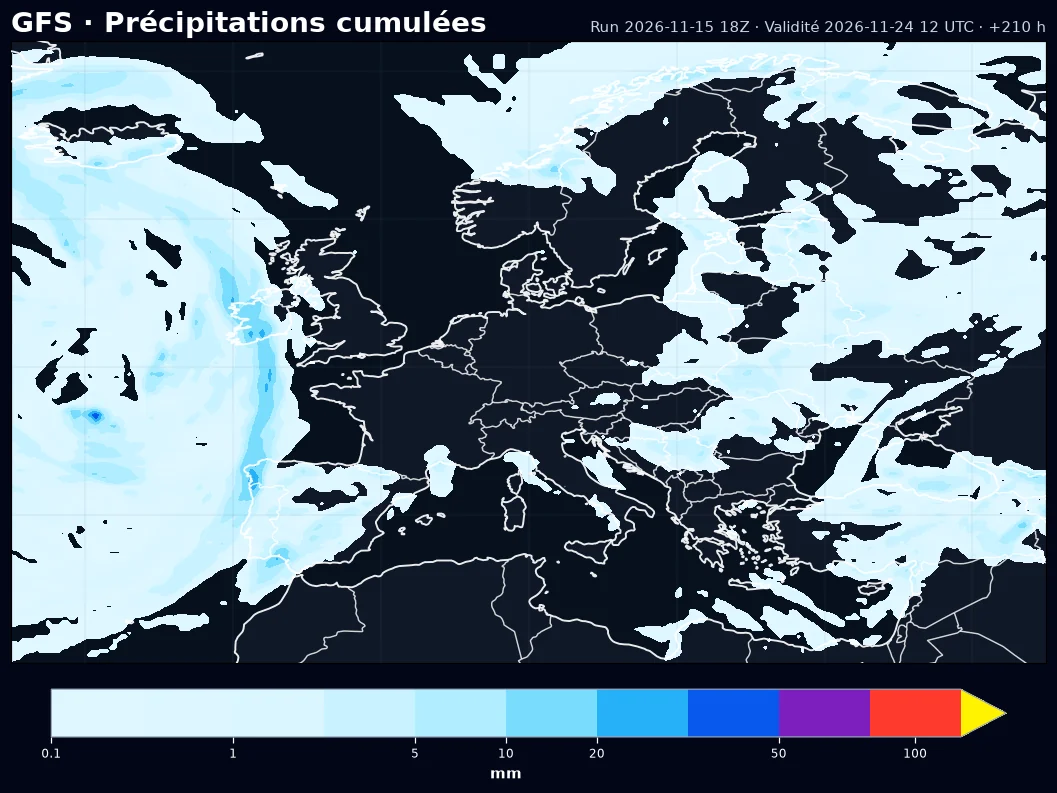 GFS · Précipitations cumulées
Run 2026-11-15 18Z · Validité 2026-11-24 12 UTC · +210 h
0.1 1 5 10 20 50 100
mm